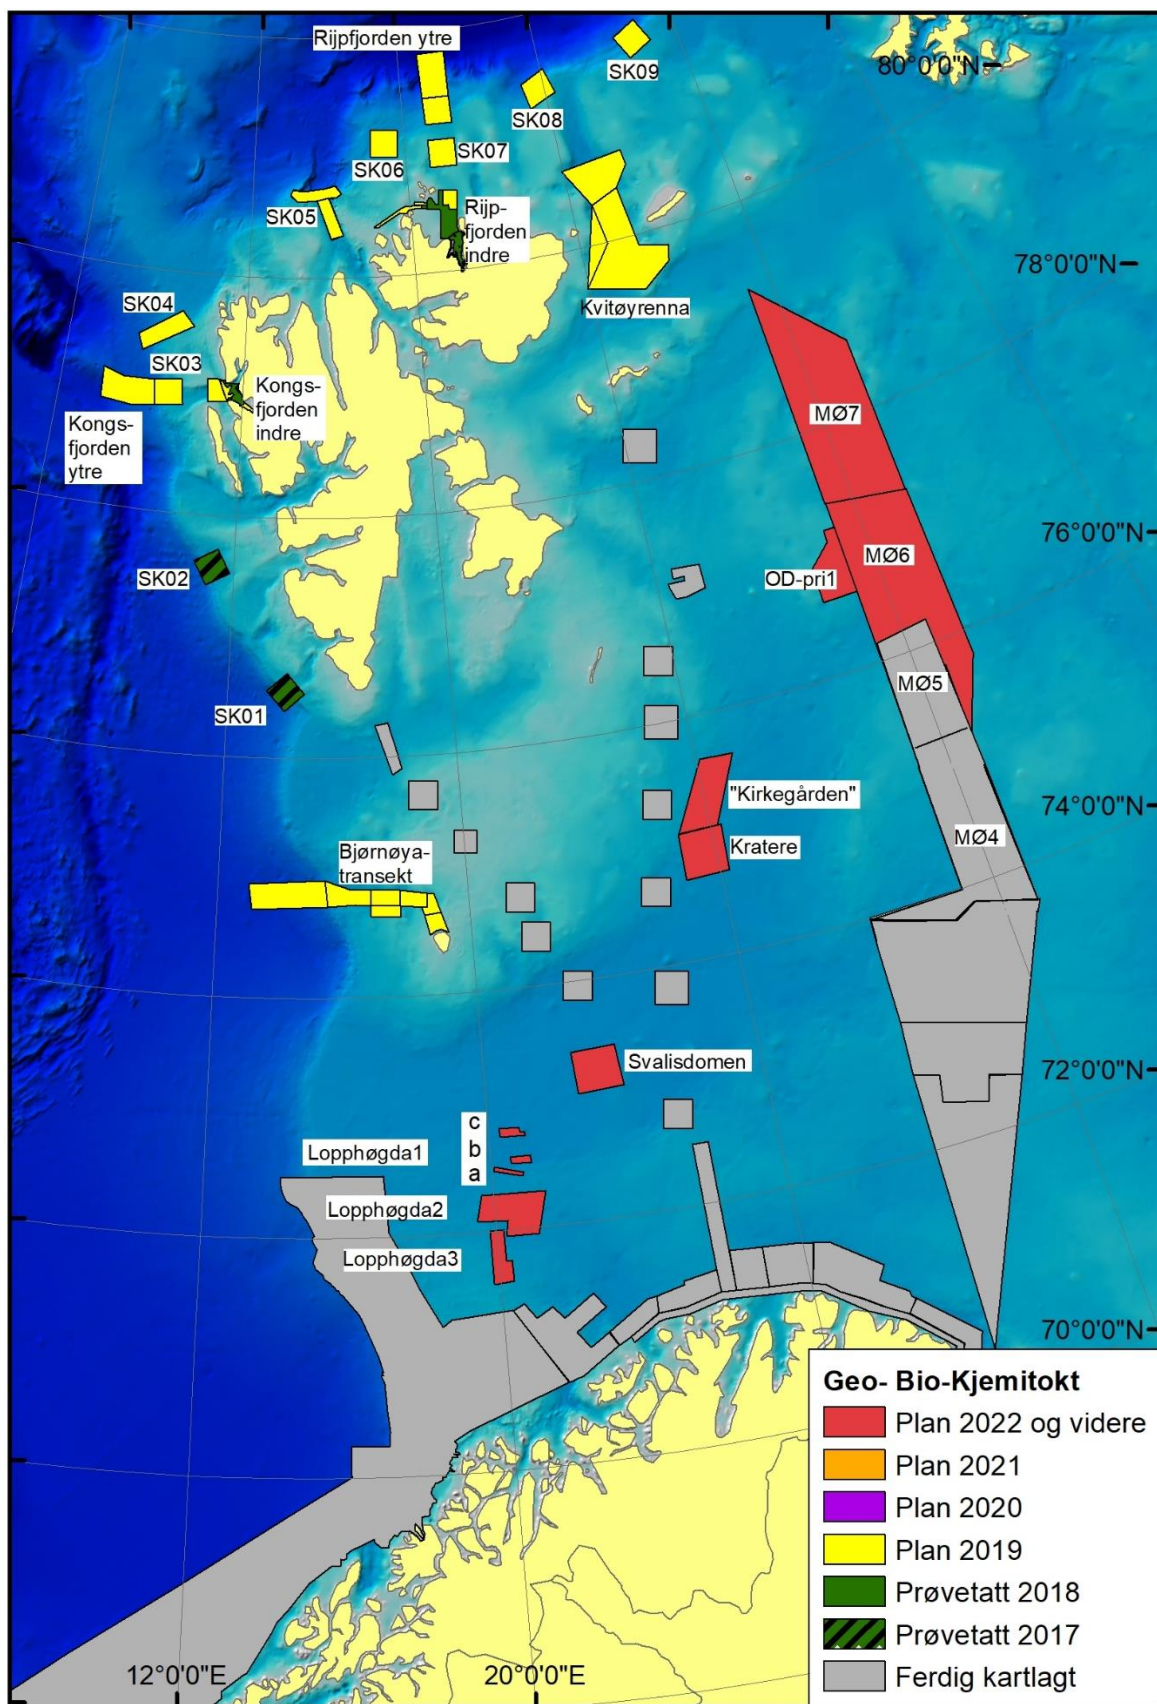 Rijpfjorden ytre
SK09
80°0'0"N
SK08
SK07
SK06
SK05
Rijp-
fjorden
indre
78°0'0"N
Kvitøyrenna
SK04
SK03
Kongs-
fjorden
indre
Kongs-
fjorden
ytre
MØ7
76°0'0"N
MØ6
OD-pri1
SK02
MØ5
SK01
"Kirkegården"
74°0'0"N
MØ4
Kratere
Bjørnøya-
transekt
Svalisdomen
72°0'0"N
c
b
a
Lopphøgda1
Lopphøgda2
Lopphøgda3
70°0'0"N
Geo- Bio-Kjemitokt
Plan 2022 og videre
Plan 2021
Plan 2020
Plan 2019
Prøvetatt 2018
Prøvetatt 2017
Ferdig kartlagt
12°0'0"E
20°0'0"E